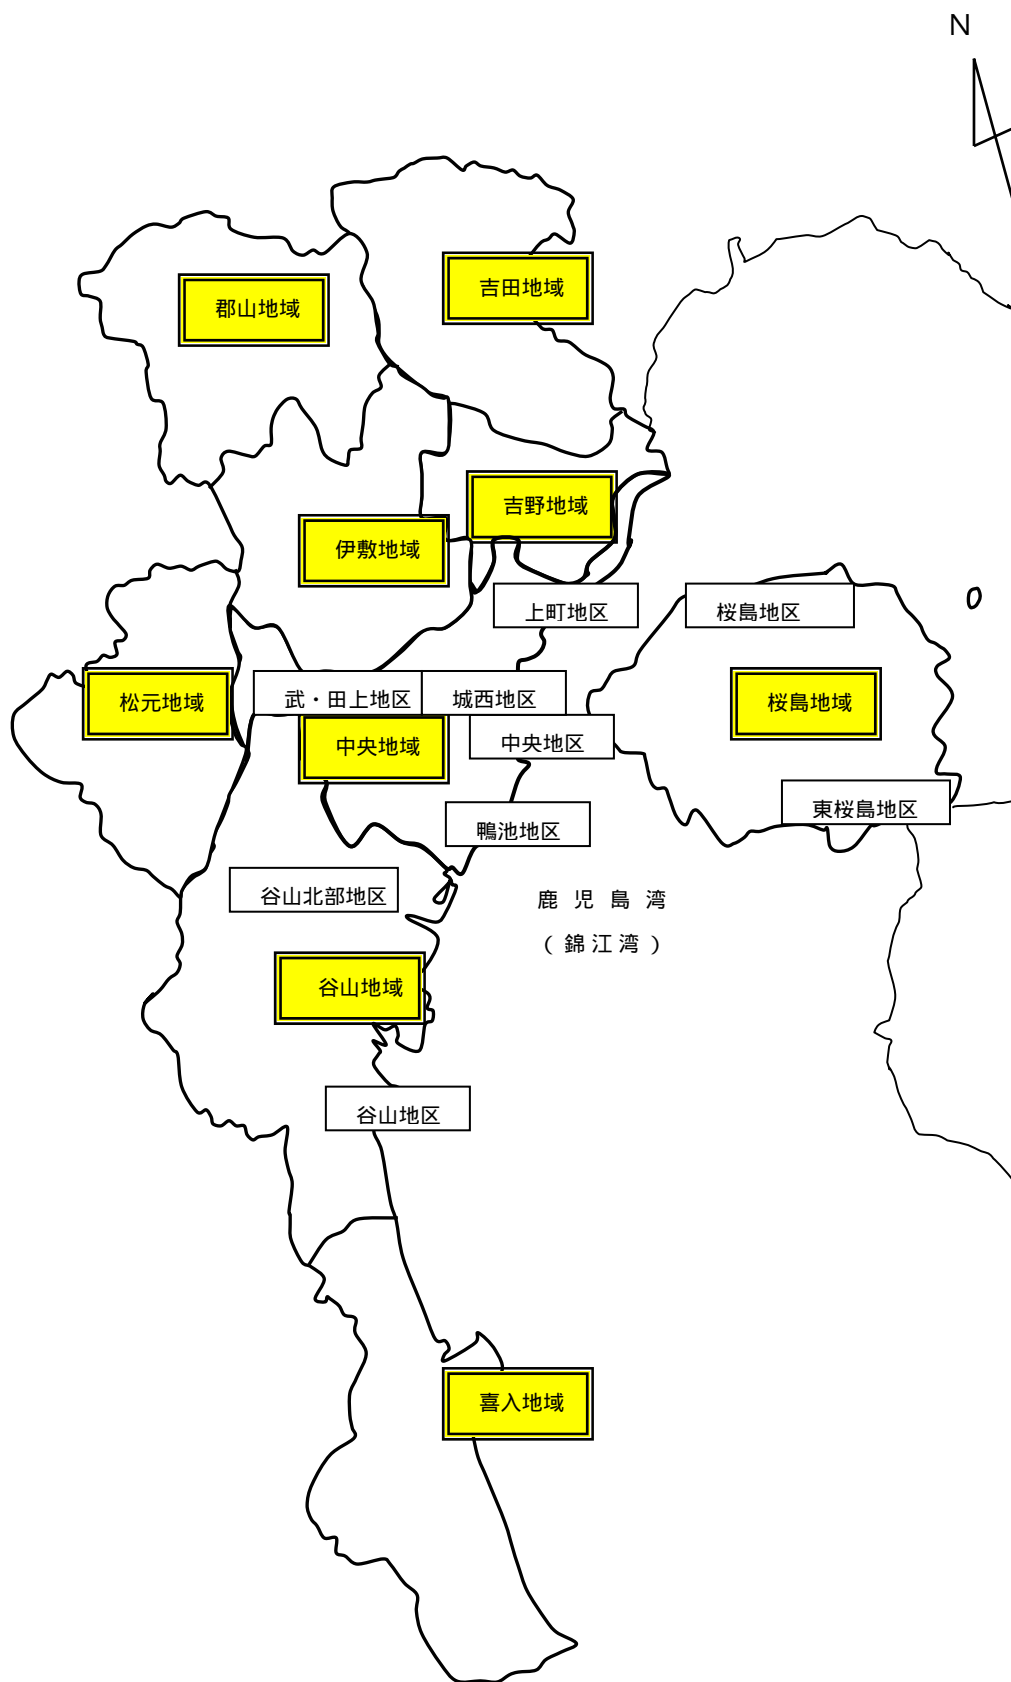 N
吉田地域
郡山地域
吉野地域
伊敷地域
上町地区
桜島地区
武・田上地区
城西地区
松元地域
桜島地域
中央地域
中央地区
東桜島地区
鴨池地区
谷山北部地区
鹿児島湾
(錦江湾)
谷山地域
谷山地区
喜入地域